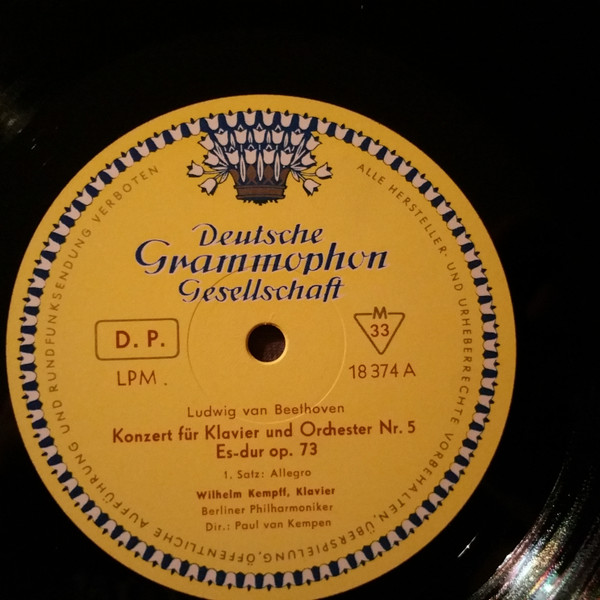 Deutsche
Grammophon
Gesellschaft
D. P.
LPM.
M
33
18 374 A
Ludwig van Beethoven
Konzert für Klavier und Orchester Nr. 5
Es-dur op. 73
1. Satz: Allegro
Wilhelm Kempff, Klavier
Berliner Philharmoniker
Dir.: Paul van Kempen
ALLE HERSTELLER- UND URHEBERRECHTE VORBEHALTEN, ÜBERSPIELUNG, ÖFFENTLICHE AUFFÜHRUNG UND RUNDFUNKSENDUNG VERBOTEN